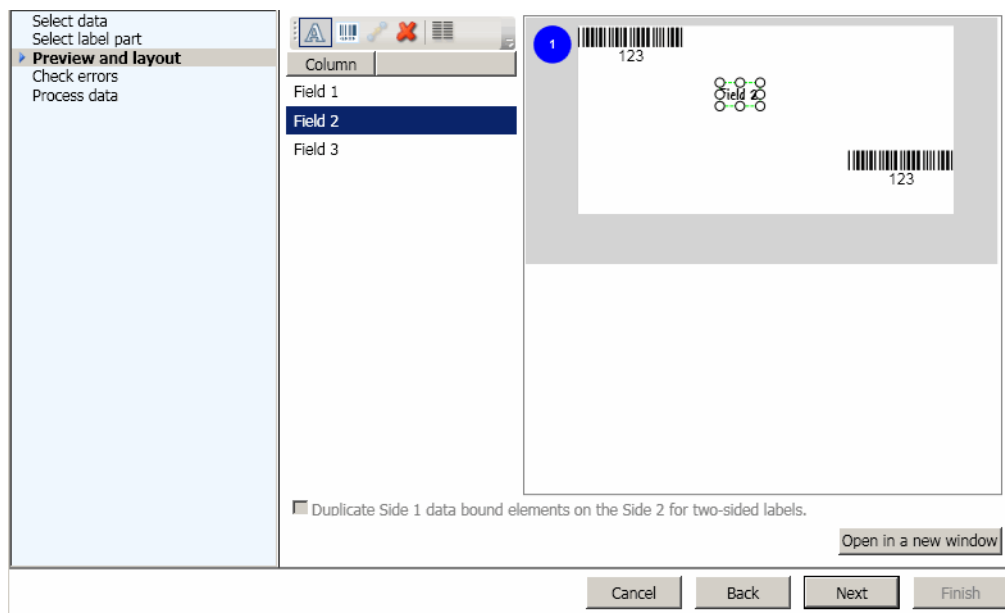 Select data
Select label part
Preview and layout
Check errors
Process data
Column
Field 1
Field 2
Field 3
1
123
Field 2
123
Duplicate Side 1 data bound elements on the Side 2 for two-sided labels.
Open in a new window
Cancel
Back
Next
Finish